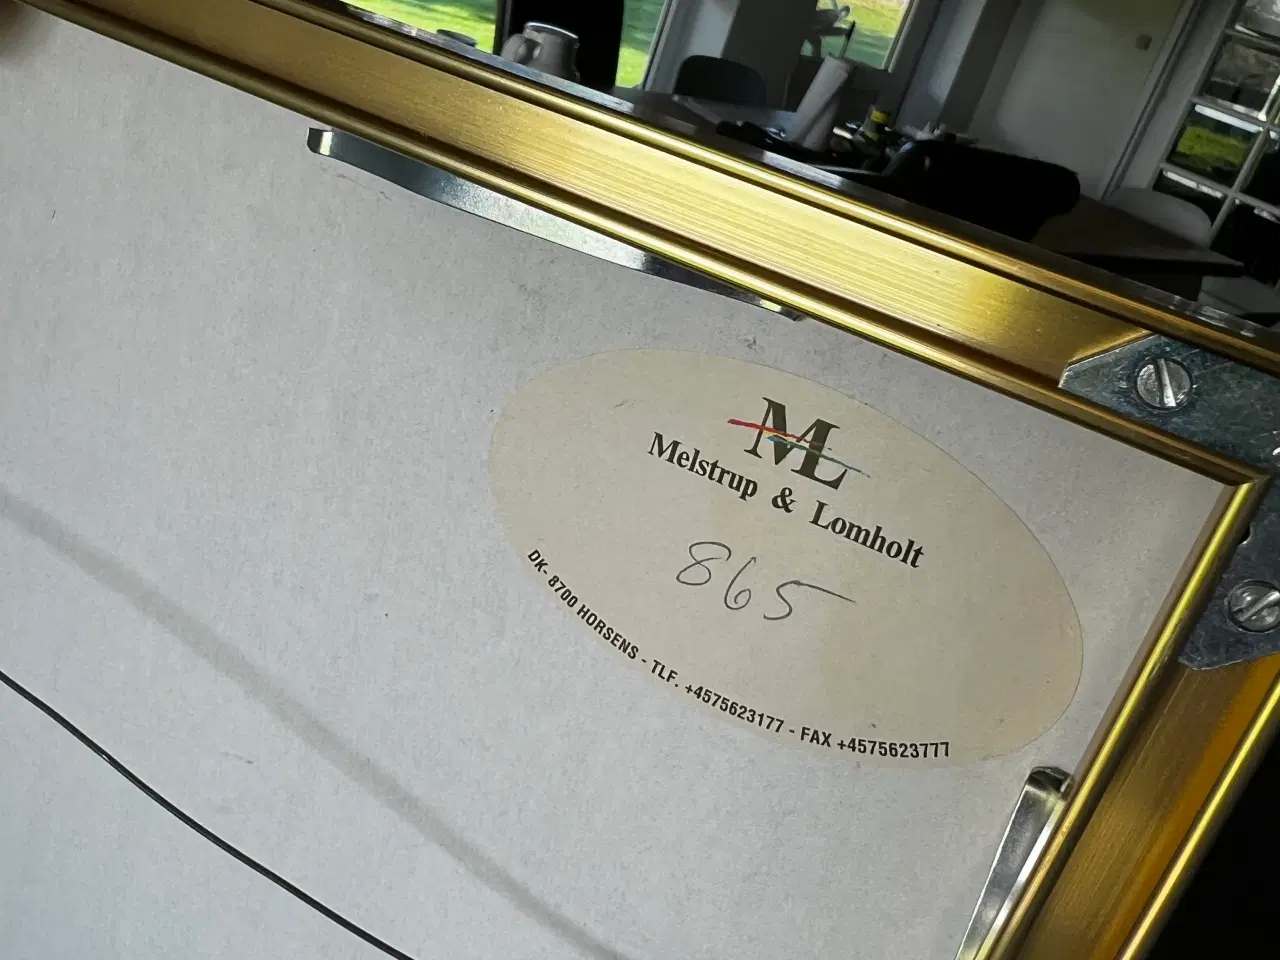 ML
Melstrup & Lomholt
865
DK- 8700 HORSENS - TLF. +4575623177 - FAX +4575623777